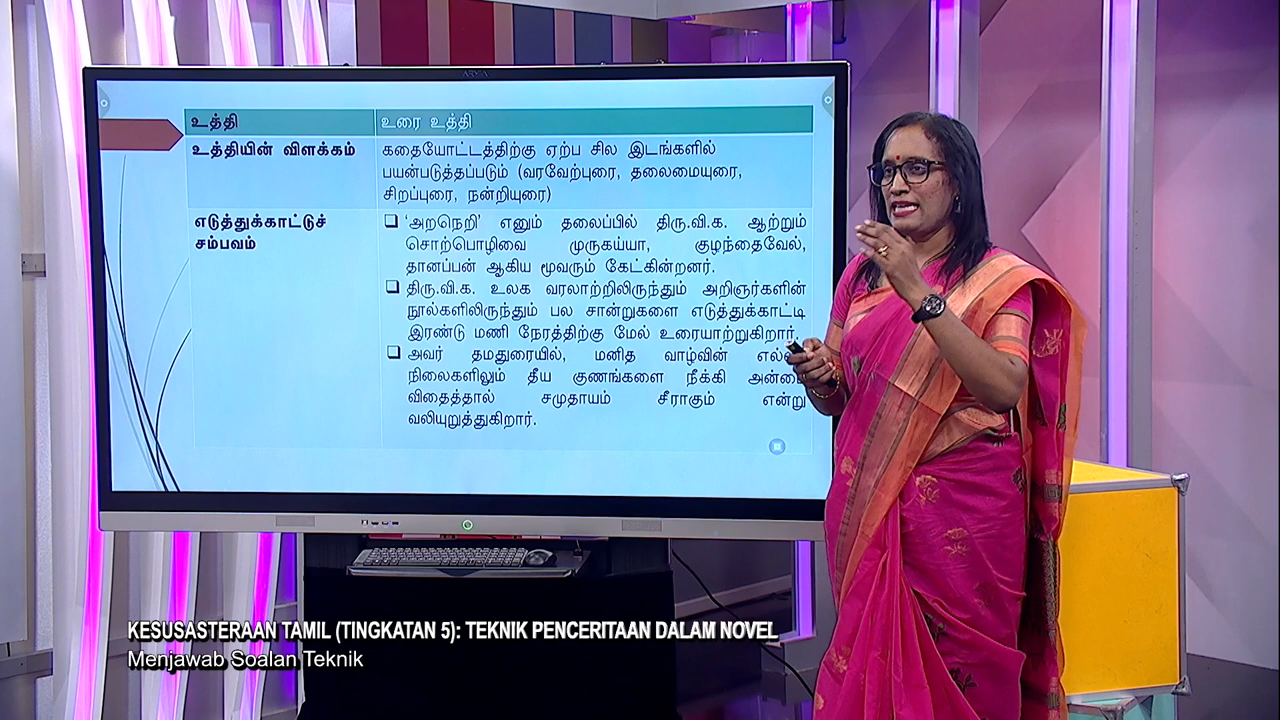 உத்தி
உரை உத்தி
உத்தியின் விளக்கம்
கதையோட்டத்திற்கு ஏற்ப சில இடங்களில்
பயன்படுத்தப்படும் (வரவேற்புரை, தலைமையுரை,
சிறப்புரை, நன்றியுரை)
எடுத்துக்காட்டுச்
சம்பவம்
❑ ‘அறநெறி’ எனும் தலைப்பில் திரு.வி.க. ஆற்றும்
சொற்பொழிவை முருகய்யா, குழந்தைவேல்,
தானப்பன் ஆகிய மூவரும் கேட்கின்றனர்.
❑ திரு.வி.க. உலக வரலாற்றிலிருந்தும் அறிஞர்களின்
நூல்களிலிருந்தும் பல சான்றுகளை எடுத்துக்காட்டி
இரண்டு மணி நேரத்திற்கு மேல் உரையாற்றுகிறார்.
❑ அவர் தமதுரையில், மனித வாழ்வின்
நிலைகளிலும் தீய குணங்களை நீக்கி
விதைத்தால் சமுதாயம் சீராகும் என்று
வலியுறுத்துகிறார்.
KESUSASTERAAN TAMIL (TINGKATAN 5): TEKNIK PENCERITAAN DALAM NOVEL
Menjawab Soalan Teknik